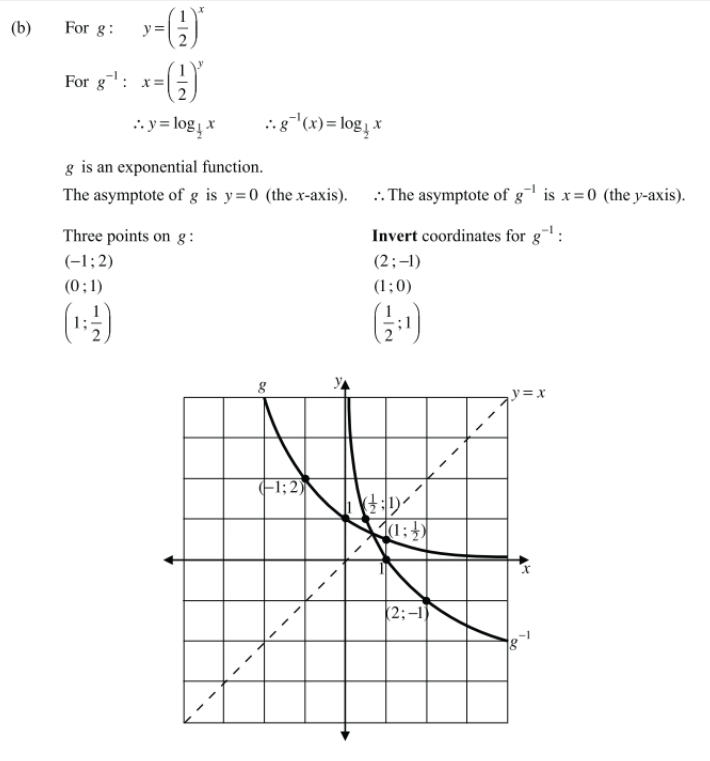 (b) For g : y = (1/2)^x
For g⁻¹ : x = (1/2)^y
∴ y = log_{1/2} x ∴ g⁻¹(x) = log_{1/2} x
g is an exponential function.
The asymptote of g is y = 0 (the x-axis). ∴ The asymptote of g⁻¹ is x = 0 (the y-axis).
Three points on g : Invert coordinates for g⁻¹ :
(−1 ; 2) (2 ; −1)
(0 ; 1) (1 ; 0)
(1 ; 1/2) (1/2 ; 1)
g y y = x
(−1; 2) 1 (1/2 ; 1)
(1 ; 1/2)
1 x
(2; −1)
g⁻¹